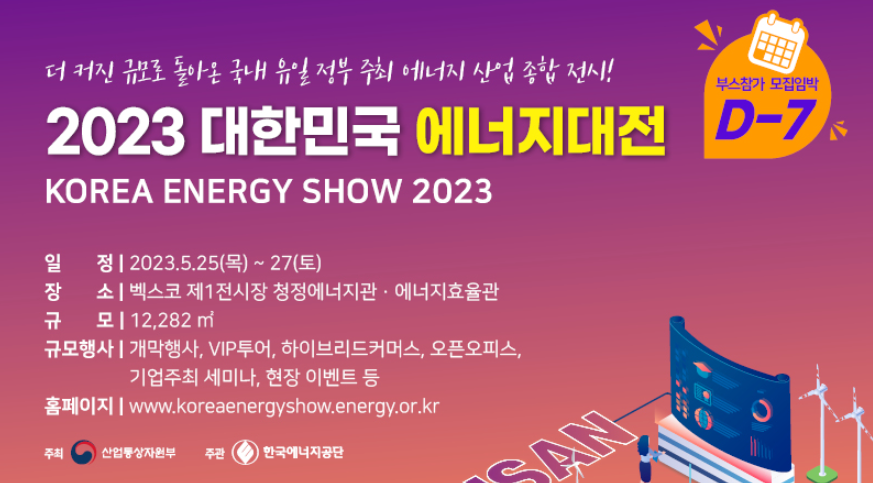 더 커진 규모로 돌아온 국내 유일 정부 주최 에너지 산업 종합 전시!
부스참가 모집임박
D-7
2023 대한민국 에너지대전
KOREA ENERGY SHOW 2023
일 정 | 2023.5.25(목) ~ 27(토)
장 소 | 벡스코 제1전시장 청정에너지관 · 에너지효율관
규 모 | 12,282 ㎡
규모행사 | 개막행사, VIP투어, 하이브리드커머스, 오픈오피스,
기업주최 세미나, 현장 이벤트 등
홈페이지 | www.koreaenergyshow.energy.or.kr
주최 산업통상자원부 주관 한국에너지공단